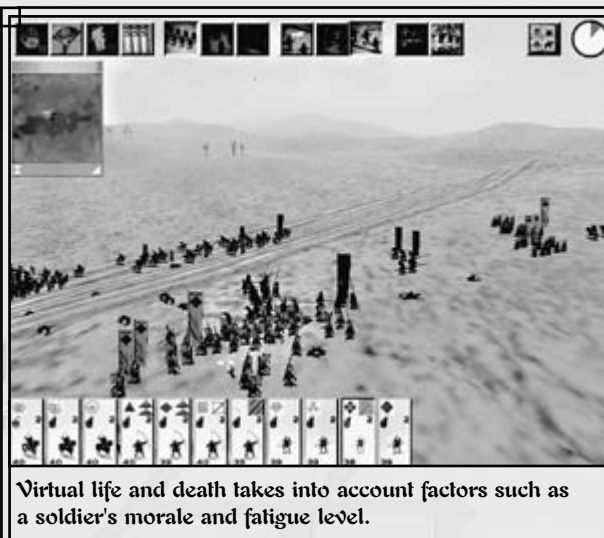 Virtual life and death takes into account factors such as
a soldier's morale and fatigue level.